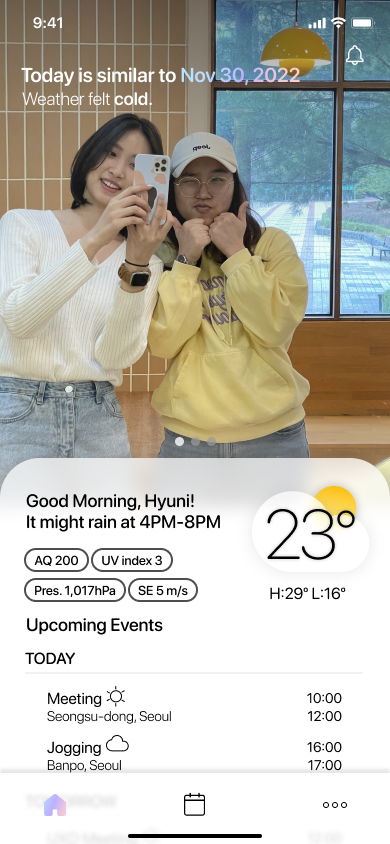 9:41
Today is similar to Nov 30, 2022
Weather felt cold.
Good Morning, Hyuni!
It might rain at 4PM-8PM
23°
AQ 200
UV index 3
Pres. 1,017hPa
SE 5 m/s
H:29° L:16°
Upcoming Events
TODAY
Meeting 10:00
Seongsu-dong, Seoul 12:00
Jogging 16:00
Banpo, Seoul 17:00